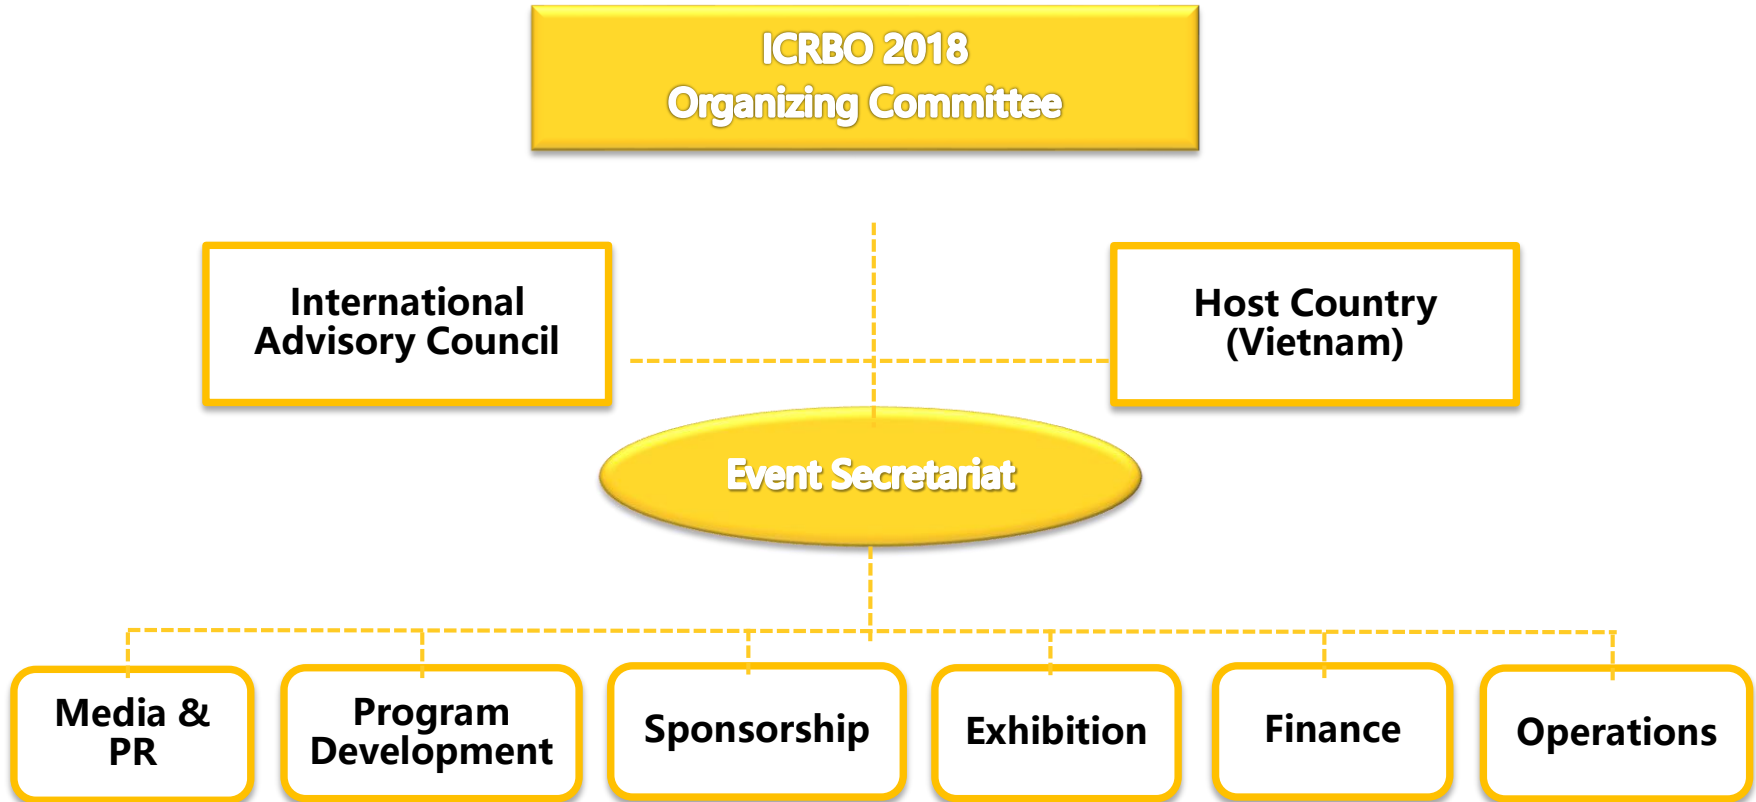 ICRBO 2018
Organizing Committee
International
Advisory Council
Host Country
(Vietnam)
Event Secretariat
Media &
PR
Program
Development
Sponsorship
Exhibition
Finance
Operations